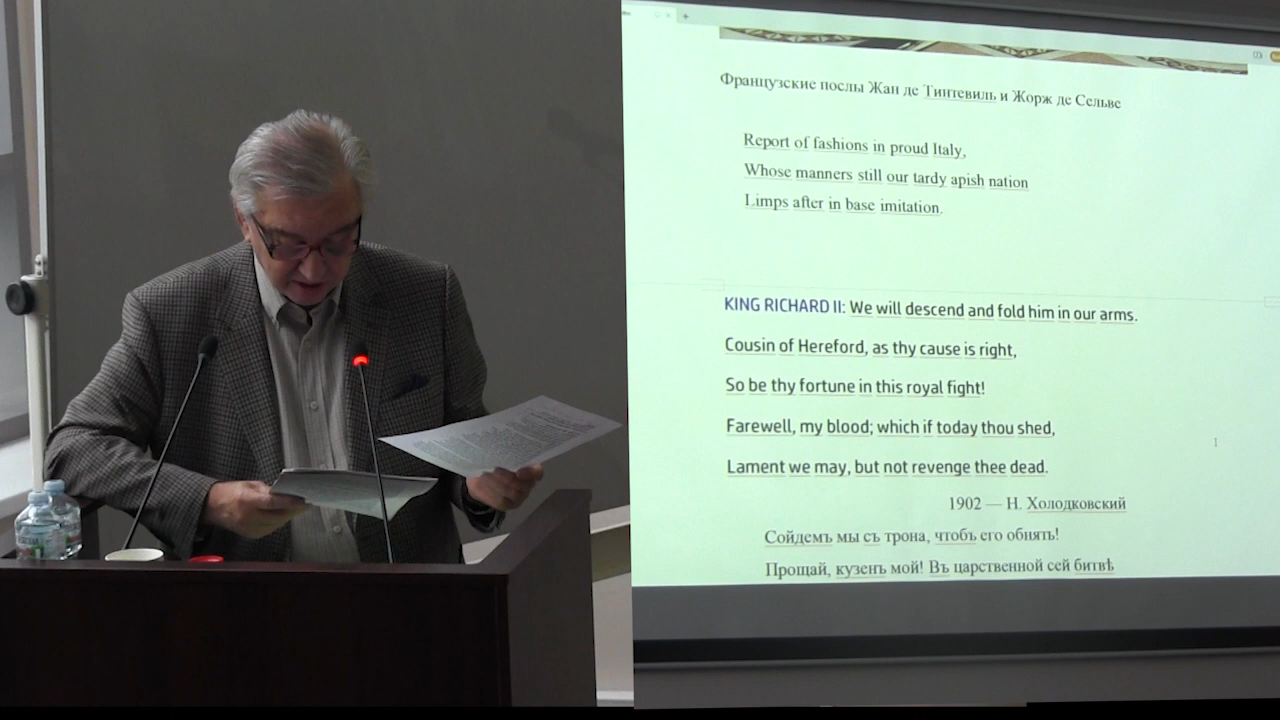 Французские послы Жан де Тинтевиль и Жорж де Сельве
Report of fashions in proud Italy,
Whose manners still our tardy apish nation
Limps after in base imitation.
KING RICHARD II: We will descend and fold him in our arms.
Cousin of Hereford, as thy cause is right,
So be thy fortune in this royal fight!
Farewell, my blood; which if today thou shed,
Lament we may, but not revenge thee dead.
1902 — Н. Холодковский
Сойдемъ мы съ трона, чтобъ его обнять!
Прощай, кузенъ мой! Въ царственной сей битвѣ